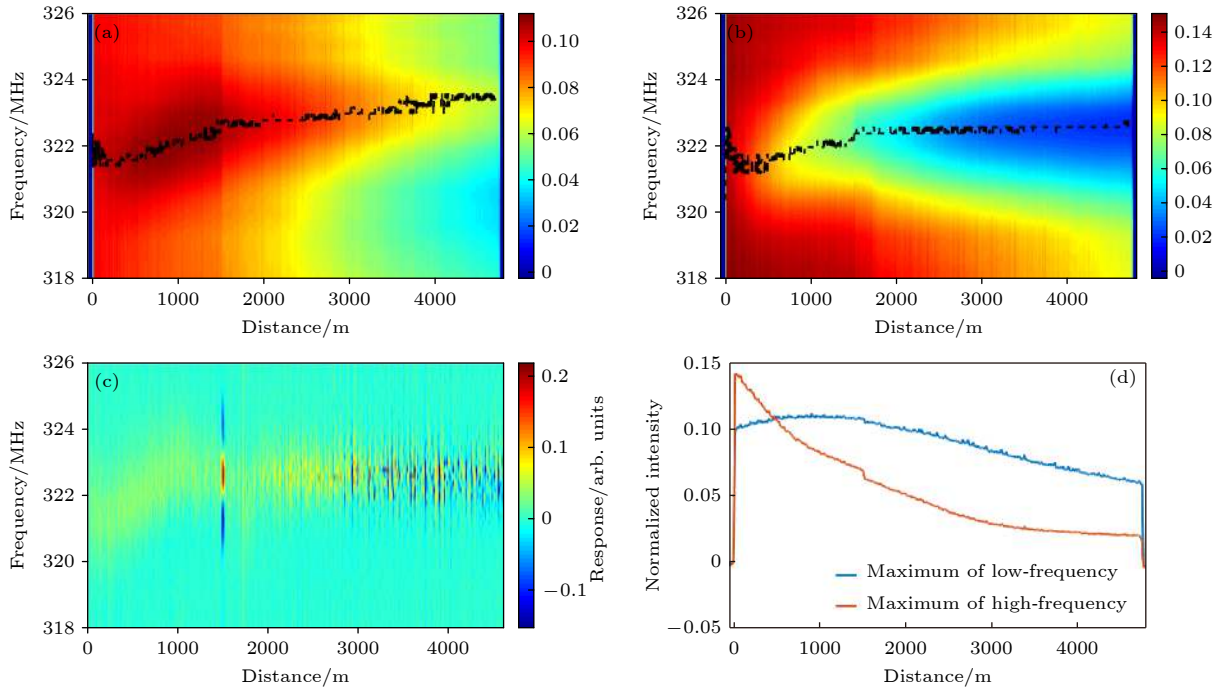 (a)
326
324
322
320
318
Frequency/MHz
0 1000 2000 3000 4000
Distance/m
0.10
0.08
0.06
0.04
0.02
0
(b)
326
324
322
320
318
Frequency/MHz
0 1000 2000 3000 4000
Distance/m
0.14
0.12
0.10
0.08
0.06
0.04
0.02
0
(c)
326
324
322
320
318
Frequency/MHz
0 1000 2000 3000 4000
Distance/m
0.2
0.1
0
−0.1
Response/arb. units
(d)
0.15
0.10
0.05
0
−0.05
Normalized intensity
Maximum of low-frequency
Maximum of high-frequency
0 1000 2000 3000 4000
Distance/m